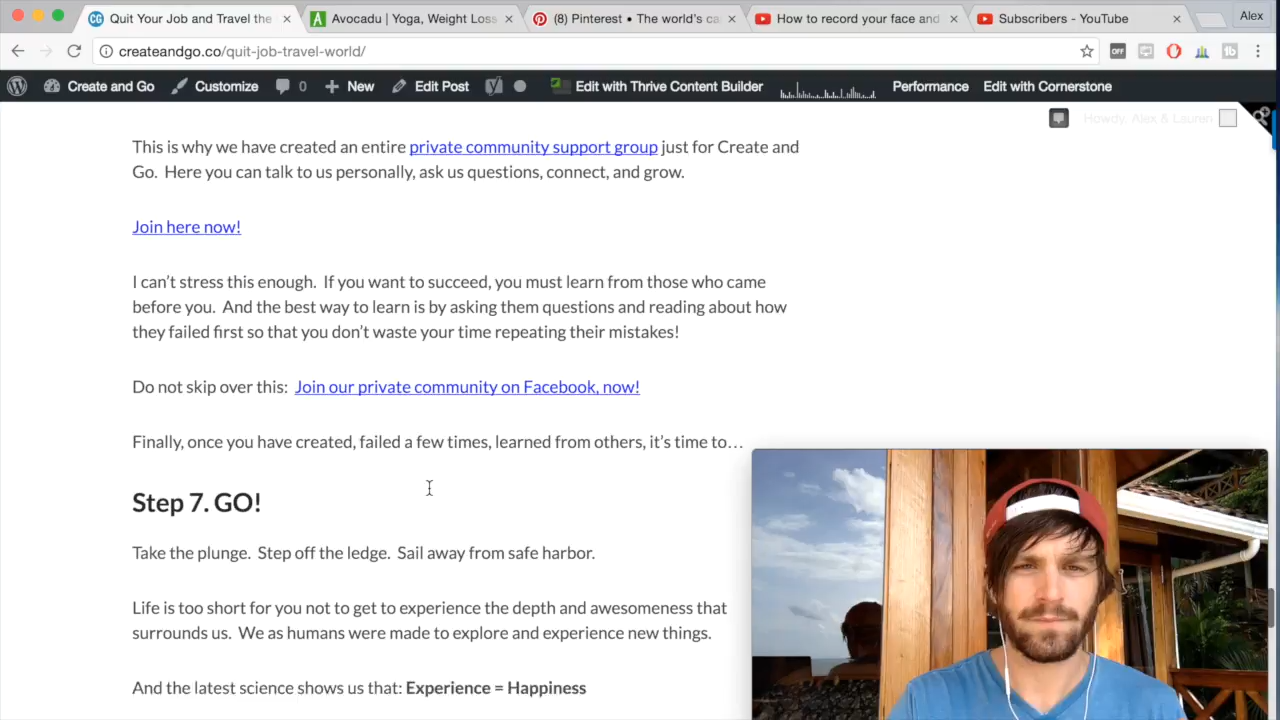 Quit Your Job and Travel the
Avocadu | Yoga, Weight Loss
(8) Pinterest • The world's ca
How to record your face and
Subscribers - YouTube
Alex
createandgo.co/quit-job-travel-world/
OFF
Create and Go
Customize
0
New
Edit Post
Edit with Thrive Content Builder
Performance
Edit with Cornerstone
Howdy, Alex & Lauren
This is why we have created an entire private community support group just for Create and
Go. Here you can talk to us personally, ask us questions, connect, and grow.
Join here now!
I can't stress this enough. If you want to succeed, you must learn from those who came
before you. And the best way to learn is by asking them questions and reading about how
they failed first so that you don't waste your time repeating their mistakes!
Do not skip over this: Join our private community on Facebook, now!
Finally, once you have created, failed a few times, learned from others, it's time to…
Step 7. GO!
Take the plunge. Step off the ledge. Sail away from safe harbor.
Life is too short for you not to get to experience the depth and awesomeness that
surrounds us. We as humans were made to explore and experience new things.
And the latest science shows us that: Experience = Happiness